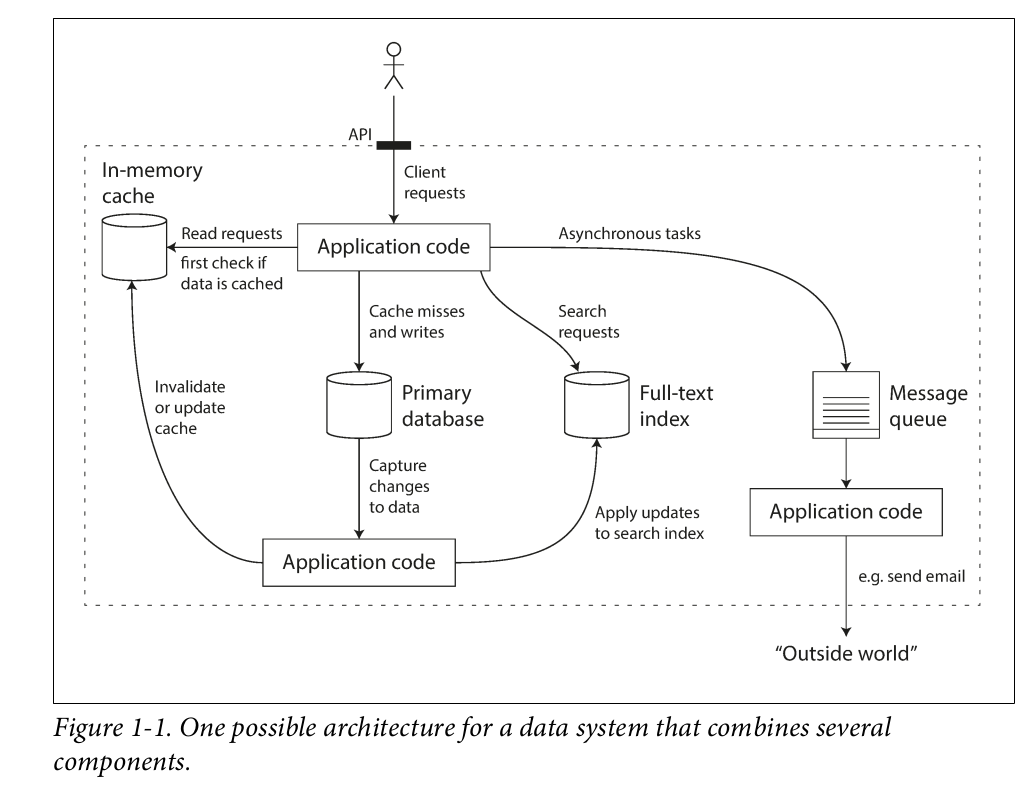 API
Client
requests
In-memory
cache
Read requests
first check if
data is cached
Application code
Asynchronous tasks
Cache misses
and writes
Search
requests
Invalidate
or update
cache
Primary
database
Full-text
index
Message
queue
Capture
changes
to data
Apply updates
to search index
Application code
Application code
e.g. send email
“Outside world”
Figure 1-1. One possible architecture for a data system that combines several
components.